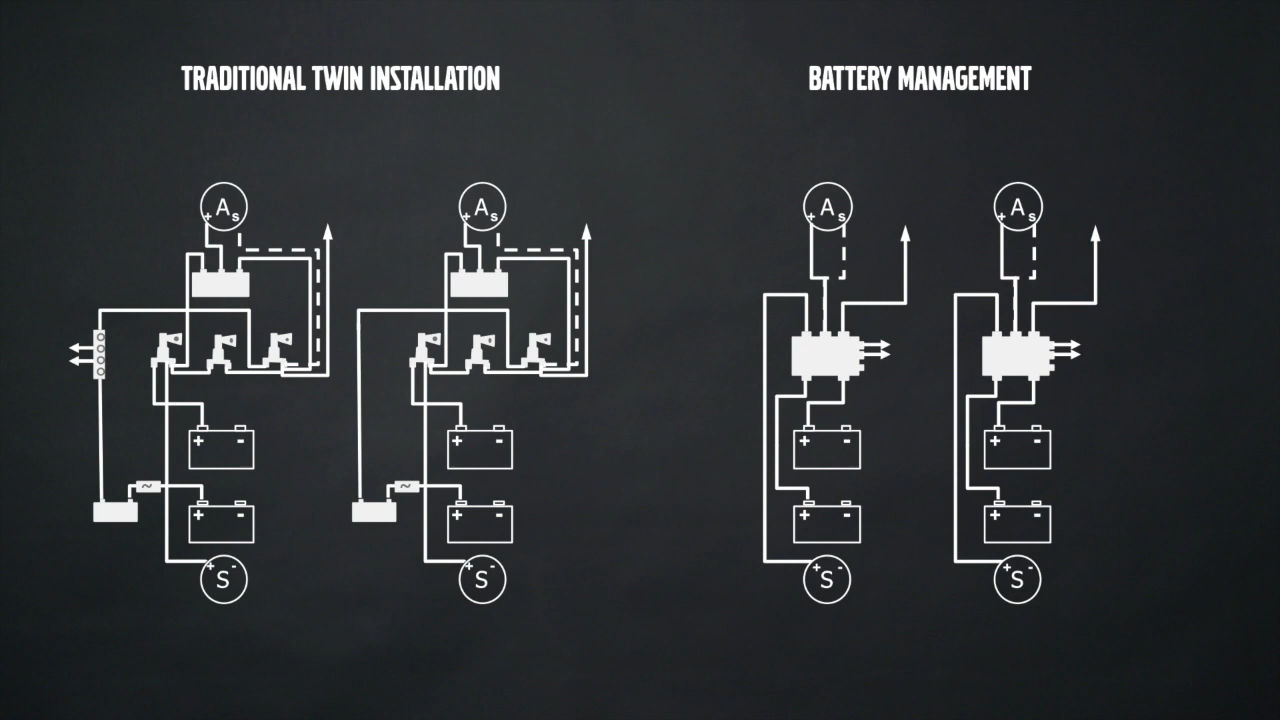 TRADITIONAL TWIN INSTALLATION
BATTERY MANAGEMENT
A + s
A + s
A + s
A + s
~
~
+ -
+ -
+ -
+ -
+ -
+ -
+ -
+ -
S + -
S + -
S + -
S + -